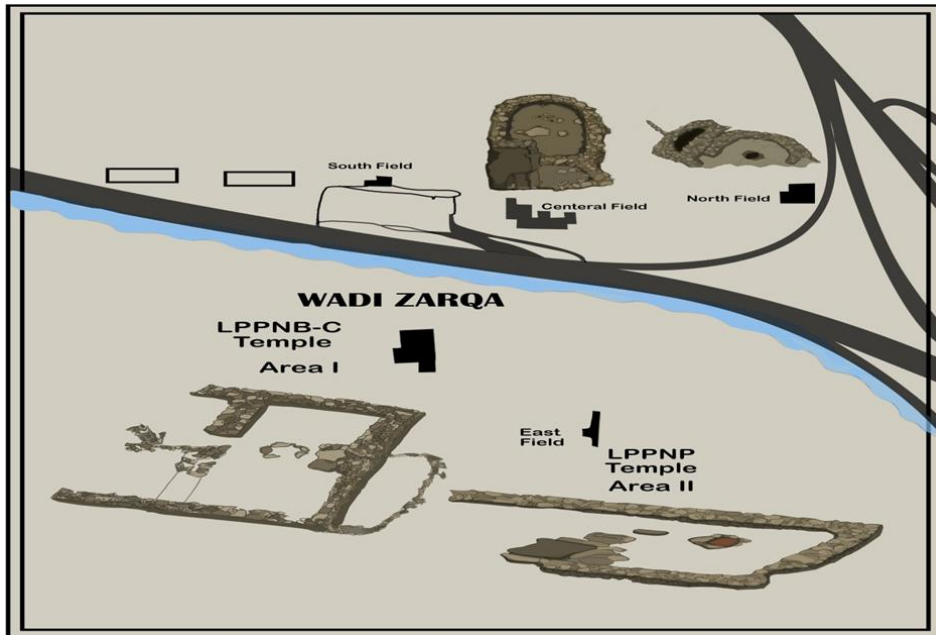 South Field
Centeral Field
North Field
WADI ZARQA
LPPNB-C
Temple
Area I
East
Field
LPPNP
Temple
Area II